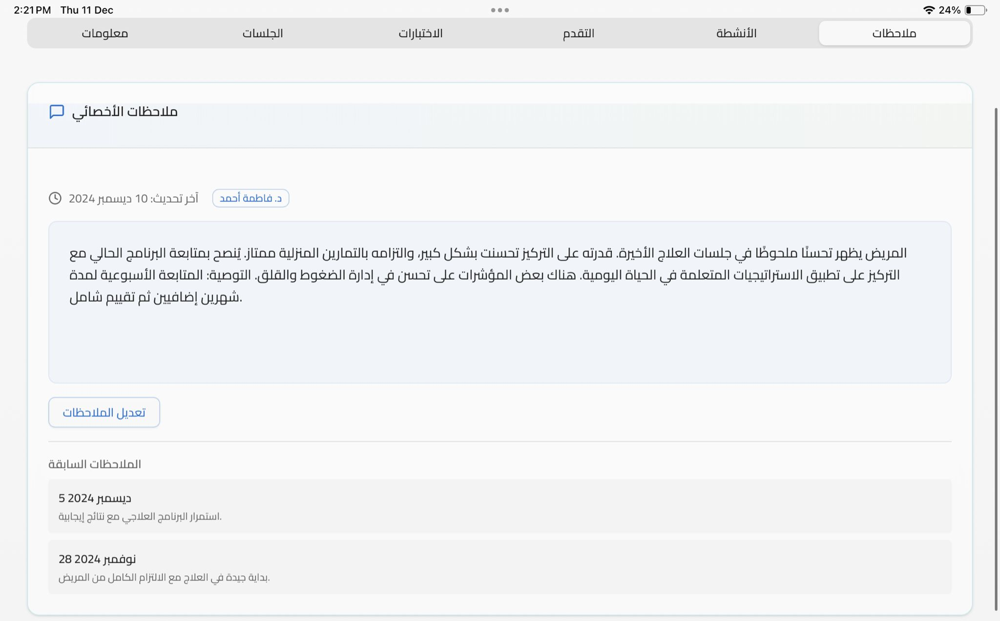 2:21 PM Thu 11 Dec
24%
معلومات
الجلسات
الاختبارات
التقدم
الأنشطة
ملاحظات
ملاحظات الأخصائي
آخر تحديث: 10 ديسمبر 2024
د. فاطمة أحمد
المريض يظهر تحسنًا ملحوظًا في جلسات العلاج الأخيرة. قدرته على التركيز تحسنت بشكل كبير، والتزامه بالتمارين المنزلية ممتاز. يُنصح بمتابعة البرنامج الحالي مع
التركيز على تطبيق الاستراتيجيات المتعلمة في الحياة اليومية. هناك بعض المؤشرات على تحسن في إدارة الضغوط والقلق. التوصية: المتابعة الأسبوعية لمدة
شهرين إضافيين ثم تقييم شامل.
تعديل الملاحظات
الملاحظات السابقة
5 ديسمبر 2024
استمرار البرنامج العلاجي مع نتائج إيجابية.
28 نوفمبر 2024
بداية جيدة في العلاج مع الالتزام الكامل من المريض.